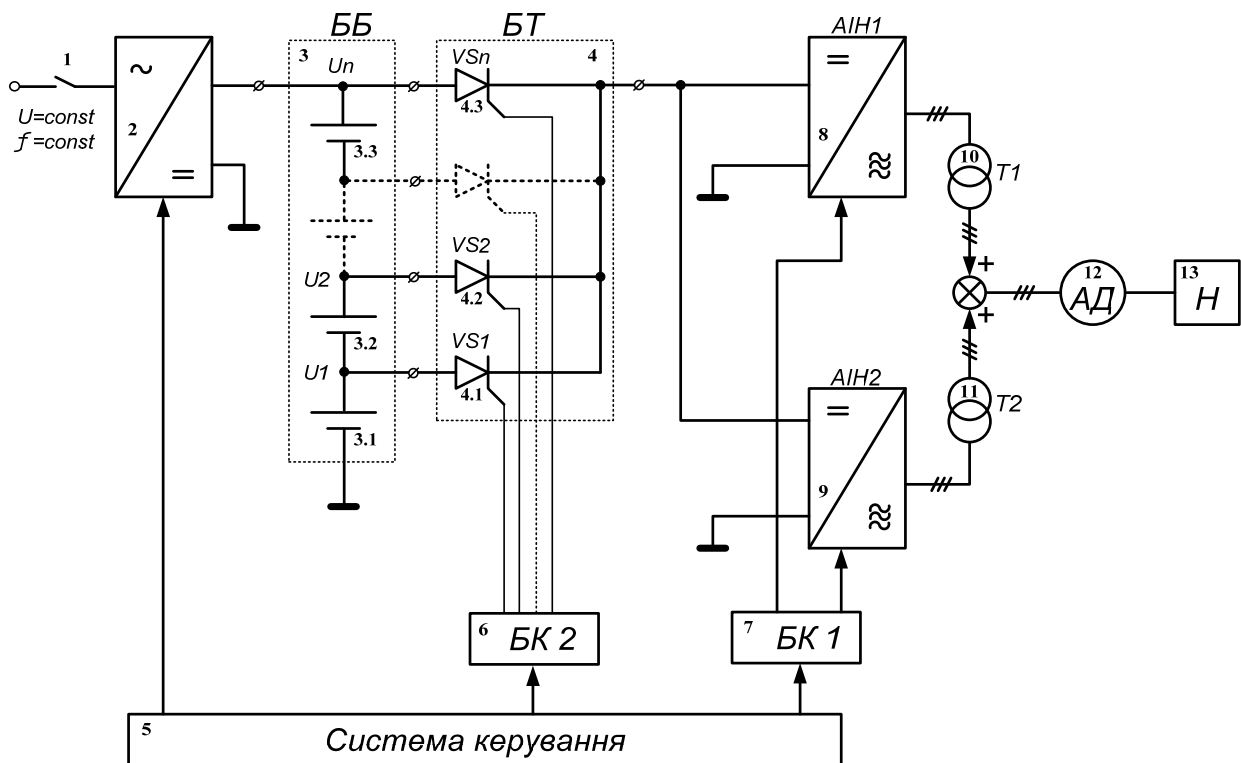 ББ
БТ
АІН1
1
~
2
=
U=const
f=const
3
Un
3.3
U2
3.2
U1
3.1
4
VSn
4.3
VS2
4.2
VS1
4.1
=
8
≈
10
T1
+
+
12
АД
13
Н
АІН2
=
9
≈
11
T2
6
БК 2
7
БК 1
5
Система керування